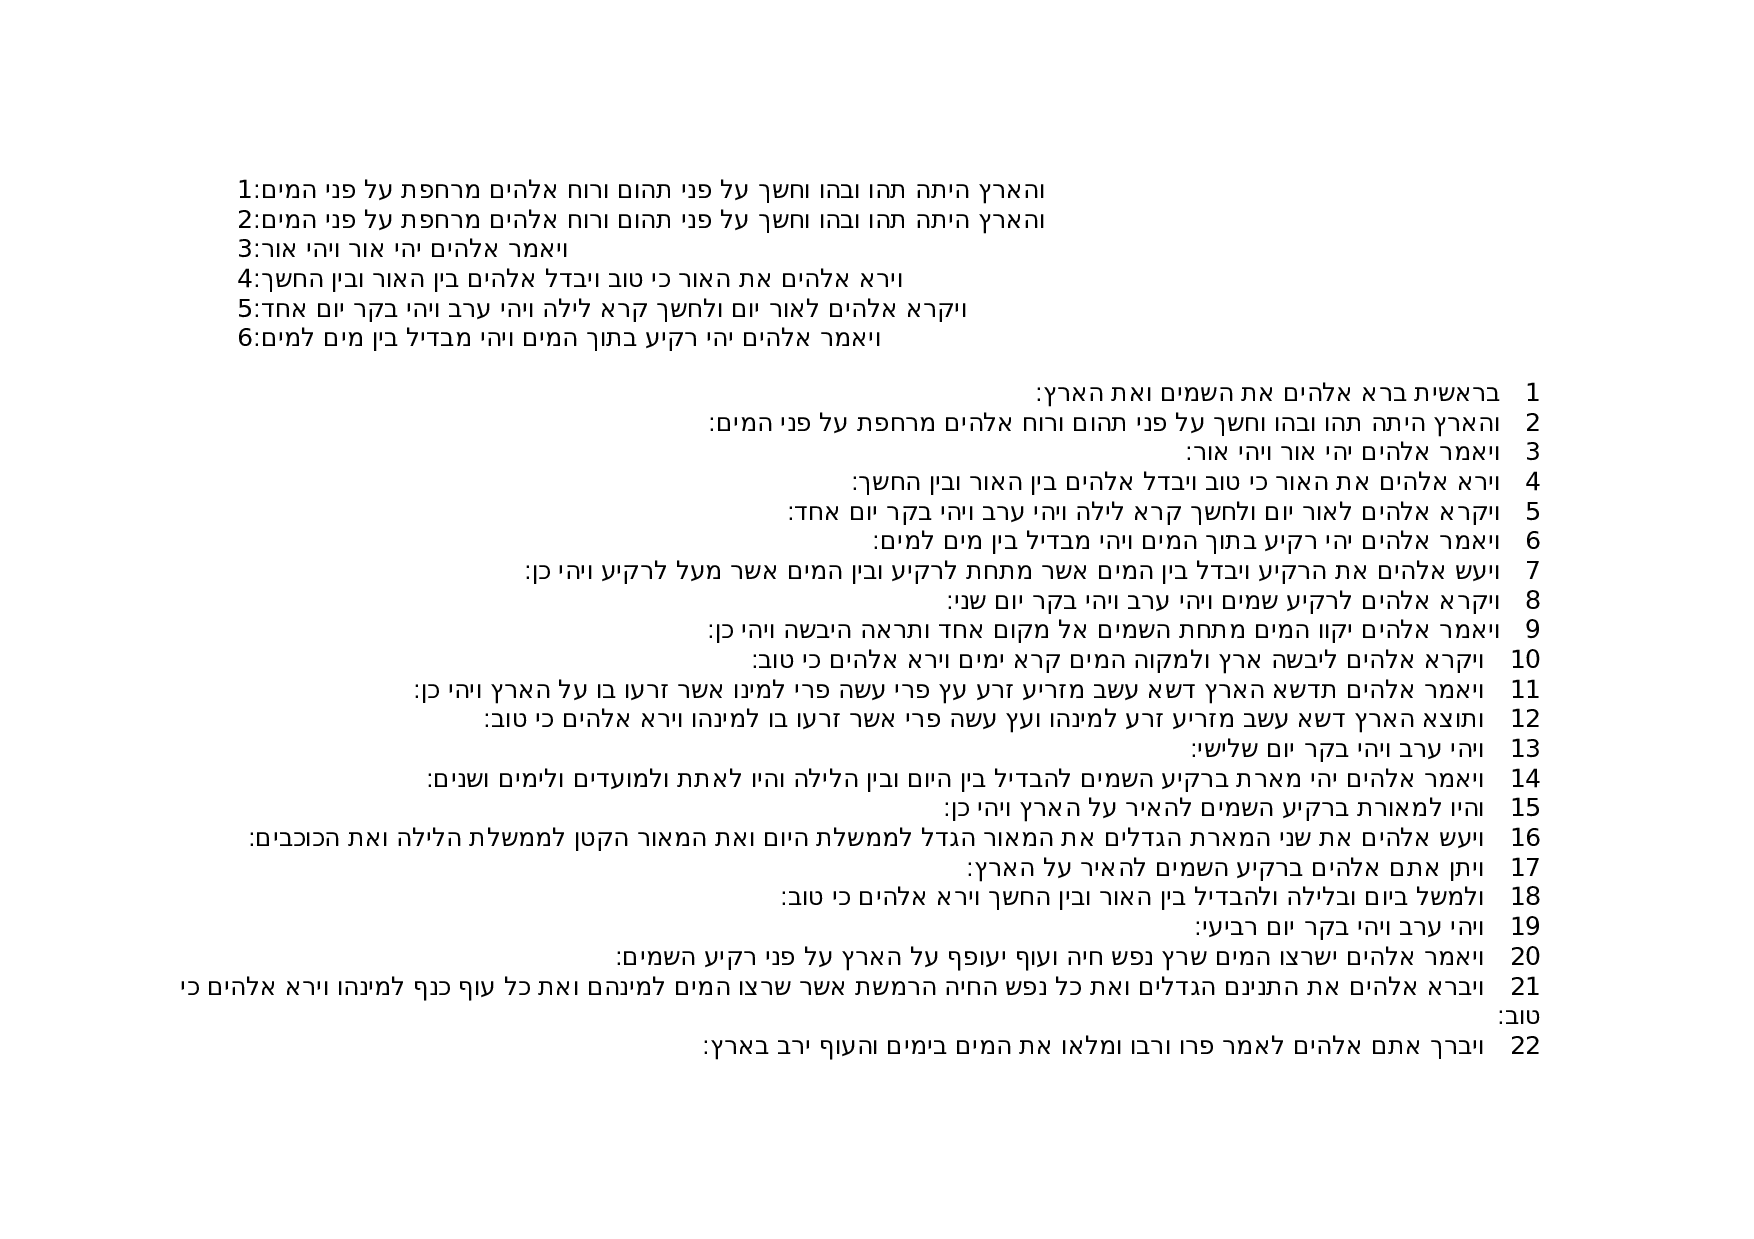 והארץ היתה תהו ובהו וחשך על פני תהום ורוח אלהים מרחפת על פני המים:1
והארץ היתה תהו ובהו וחשך על פני תהום ורוח אלהים מרחפת על פני המים:2
ויאמר אלהים יהי אור ויהי אור:3
וירא אלהים את האור כי טוב ויבדל אלהים בין האור ובין החשך:4
ויקרא אלהים לאור יום ולחשך קרא לילה ויהי ערב ויהי בקר יום אחד:5
ויאמר אלהים יהי רקיע בתוך המים ויהי מבדיל בין מים למים:6
1 בראשית ברא אלהים את השמים ואת הארץ:
2 והארץ היתה תהו ובהו וחשך על פני תהום ורוח אלהים מרחפת על פני המים:
3 ויאמר אלהים יהי אור ויהי אור:
4 וירא אלהים את האור כי טוב ויבדל אלהים בין האור ובין החשך:
5 ויקרא אלהים לאור יום ולחשך קרא לילה ויהי ערב ויהי בקר יום אחד:
6 ויאמר אלהים יהי רקיע בתוך המים ויהי מבדיל בין מים למים:
7 ויעש אלהים את הרקיע ויבדל בין המים אשר מתחת לרקיע ובין המים אשר מעל לרקיע ויהי כן:
8 ויקרא אלהים לרקיע שמים ויהי ערב ויהי בקר יום שני:
9 ויאמר אלהים יקוו המים מתחת השמים אל מקום אחד ותראה היבשה ויהי כן:
10 ויקרא אלהים ליבשה ארץ ולמקוה המים קרא ימים וירא אלהים כי טוב:
11 ויאמר אלהים תדשא הארץ דשא עשב מזריע זרע עץ פרי עשה פרי למינו אשר זרעו בו על הארץ ויהי כן:
12 ותוצא הארץ דשא עשב מזריע זרע למינהו ועץ עשה פרי אשר זרעו בו למינהו וירא אלהים כי טוב:
13 ויהי ערב ויהי בקר יום שלישי:
14 ויאמר אלהים יהי מארת ברקיע השמים להבדיל בין היום ובין הלילה והיו לאתת ולמועדים ולימים ושנים:
15 והיו למאורת ברקיע השמים להאיר על הארץ ויהי כן:
16 ויעש אלהים את שני המארת הגדלים את המאור הגדל לממשלת היום ואת המאור הקטן לממשלת הלילה ואת הכוכבים:
17 ויתן אתם אלהים ברקיע השמים להאיר על הארץ:
18 ולמשל ביום ובלילה ולהבדיל בין האור ובין החשך וירא אלהים כי טוב:
19 ויהי ערב ויהי בקר יום רביעי:
20 ויאמר אלהים ישרצו המים שרץ נפש חיה ועוף יעופף על הארץ על פני רקיע השמים:
21 ויברא אלהים את התנינם הגדלים ואת כל נפש החיה הרמשת אשר שרצו המים למינהם ואת כל עוף כנף למינהו וירא אלהים כי
טוב:
22 ויברך אתם אלהים לאמר פרו ורבו ומלאו את המים בימים והעוף ירב בארץ: